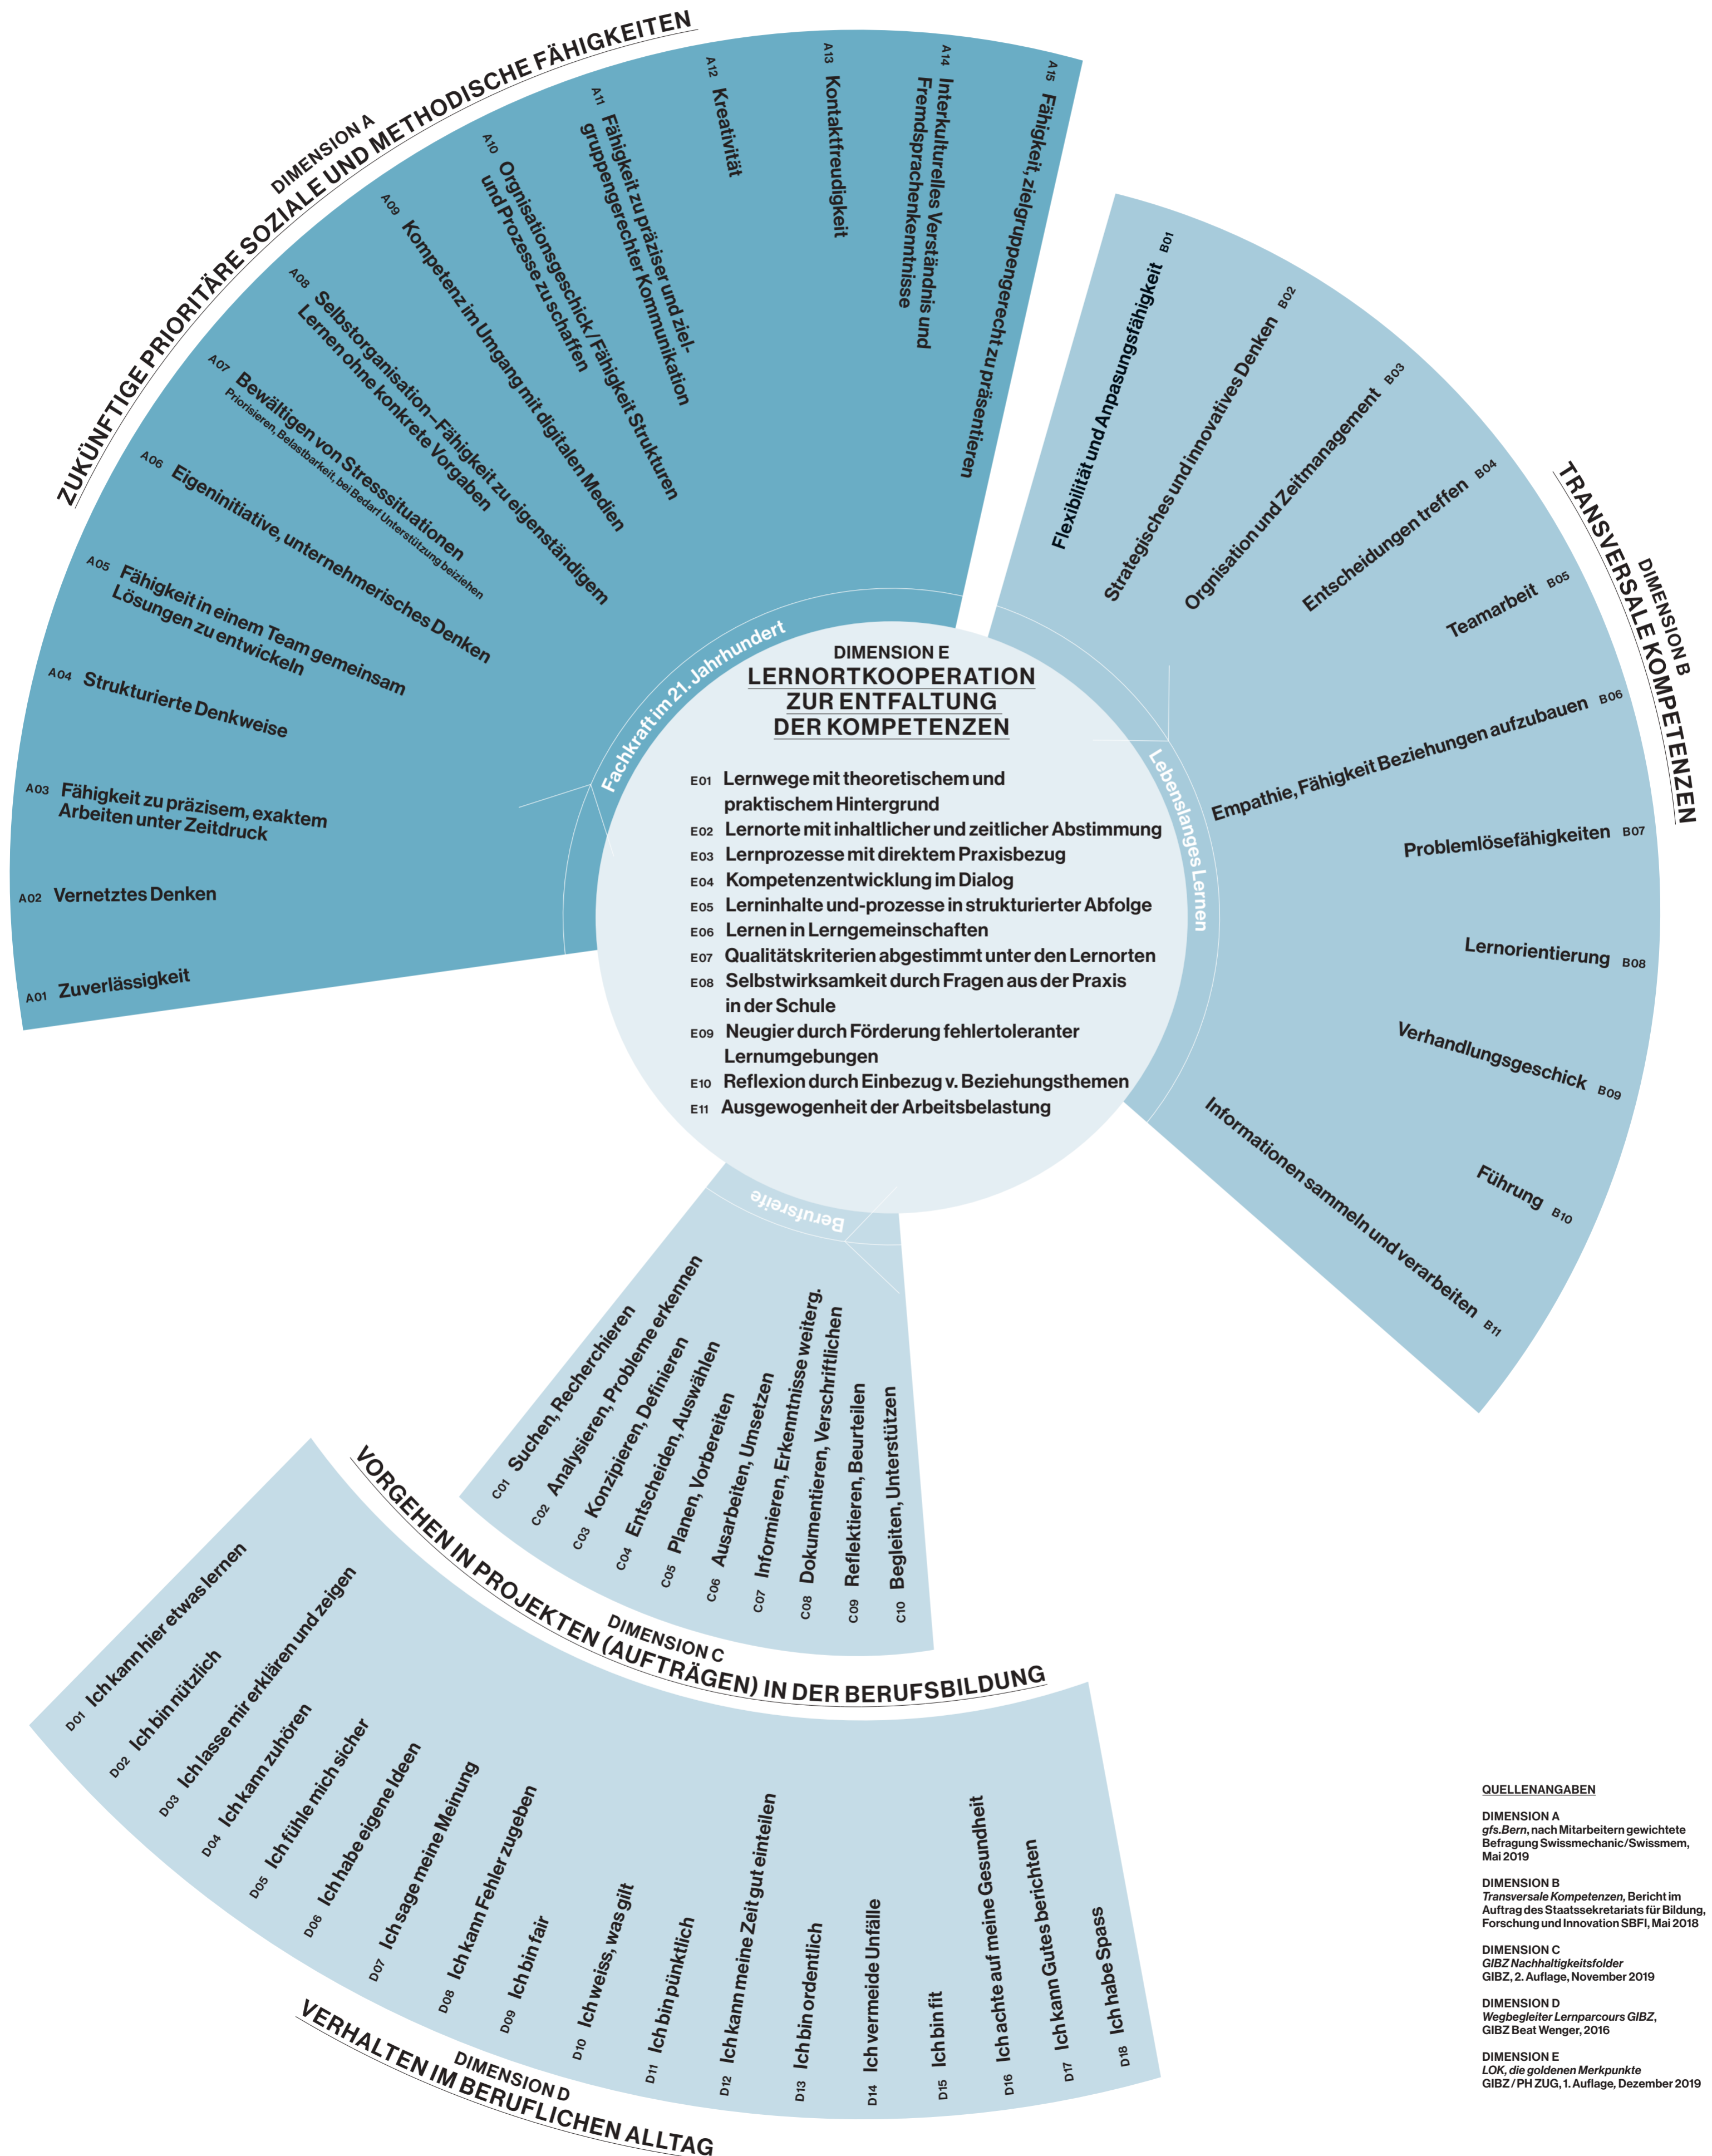 DIMENSION A
ZUKÜNFTIGE PRIORITÄRE SOZIALE UND METHODISCHE FÄHIGKEITEN
A01 Zuverlässigkeit
A02 Vernetztes Denken
A03 Fähigkeit zu präzisem, exaktem
Arbeiten unter Zeitdruck
A04 Strukturierte Denkweise
A05 Fähigkeit in einem Team gemeinsam
Lösungen zu entwickeln
A06 Eigeninitiative, unternehmerisches Denken
A07 Bewältigen von Stresssituationen
Priorisieren, Belastbarkeit, bei Bedarf Unterstützung beiziehen
A08 Selbstorganisation – Fähigkeit zu eigenständigem
Lernen ohne konkrete Vorgaben
A09 Kompetenz im Umgang mit digitalen Medien
A10 Orgnisationsgeschick / Fähigkeit Strukturen
und Prozesse zu schaffen
A11 Fähigkeit zu präziser und ziel-
gruppengerechter Kommunikation
A12 Kreativität
A13 Kontaktfreudigkeit
A14 Interkulturelles Verständnis und
Fremdsprachenkenntnisse
A15 Fähigkeit, zielgruppengerecht zu präsentieren
Fachkraft im 21. Jahrhundert
DIMENSION B
TRANSVERSALE KOMPETENZEN
Flexibilität und Anpasungsfähigkeit B01
Strategisches und innovatives Denken B02
Orgnisation und Zeitmanagement B03
Entscheidungen treffen B04
Teamarbeit B05
Empathie, Fähigkeit Beziehungen aufzubauen B06
Problemlösefähigkeiten B07
Lernorientierung B08
Verhandlungsgeschick B09
Führung B10
Informationen sammeln und verarbeiten B11
Lebenslanges Lernen
DIMENSION E
LERNORTKOOPERATION
ZUR ENTFALTUNG
DER KOMPETENZEN
E01 Lernwege mit theoretischem und
praktischem Hintergrund
E02 Lernorte mit inhaltlicher und zeitlicher Abstimmung
E03 Lernprozesse mit direktem Praxisbezug
E04 Kompetenzentwicklung im Dialog
E05 Lerninhalte und-prozesse in strukturierter Abfolge
E06 Lernen in Lerngemeinschaften
E07 Qualitätskriterien abgestimmt unter den Lernorten
E08 Selbstwirksamkeit durch Fragen aus der Praxis
in der Schule
E09 Neugier durch Förderung fehlertoleranter
Lernumgebungen
E10 Reflexion durch Einbezug v. Beziehungsthemen
E11 Ausgewogenheit der Arbeitsbelastung
Berufsreife
C01 Suchen, Recherchieren
C02 Analysieren, Probleme erkennen
C03 Konzipieren, Definieren
C04 Entscheiden, Auswählen
C05 Planen, Vorbereiten
C06 Ausarbeiten, Umsetzen
C07 Informieren, Erkenntnisse weiterg.
C08 Dokumentieren, Verschriftlichen
C09 Reflektieren, Beurteilen
C10 Begleiten, Unterstützen
DIMENSION C
VORGEHEN IN PROJEKTEN (AUFTRÄGEN) IN DER BERUFSBILDUNG
D01 Ich kann hier etwas lernen
D02 Ich bin nützlich
D03 Ich lasse mir erklären und zeigen
D04 Ich kann zuhören
D05 Ich fühle mich sicher
D06 Ich habe eigene Ideen
D07 Ich sage meine Meinung
D08 Ich kann Fehler zugeben
D09 Ich bin fair
D10 Ich weiss, was gilt
D11 Ich bin pünktlich
D12 Ich kann meine Zeit gut einteilen
D13 Ich bin ordentlich
D14 Ich vermeide Unfälle
D15 Ich bin fit
D16 Ich achte auf meine Gesundheit
D17 Ich kann Gutes berichten
D18 Ich habe Spass
DIMENSION D
VERHALTEN IM BERUFLICHEN ALLTAG
QUELLENANGABEN
DIMENSION A
gfs.Bern, nach Mitarbeitern gewichtete
Befragung Swissmechanic/Swissmem,
Mai 2019
DIMENSION B
Transversale Kompetenzen, Bericht im
Auftrag des Staatssekretariats für Bildung,
Forschung und Innovation SBFI, Mai 2018
DIMENSION C
GIBZ Nachhaltigkeitsfolder
GIBZ, 2. Auflage, November 2019
DIMENSION D
Wegbegleiter Lernparcours GIBZ,
GIBZ Beat Wenger, 2016
DIMENSION E
LOK, die goldenen Merkpunkte
GIBZ / PH ZUG, 1. Auflage, Dezember 2019